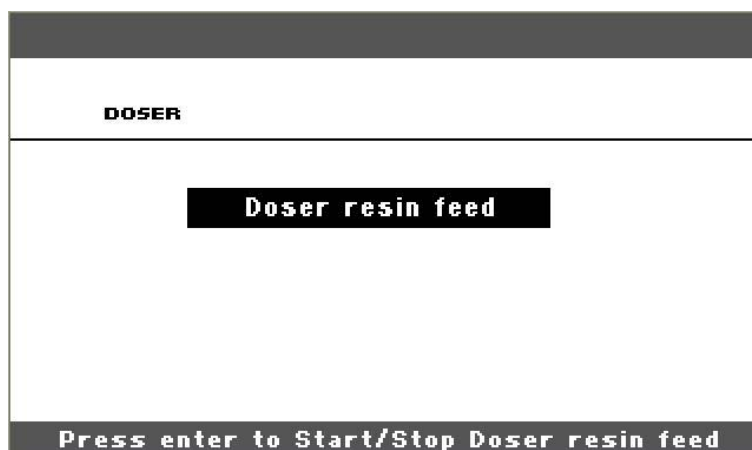 DOSER
Doser resin feed
Press enter to Start/Stop Doser resin feed